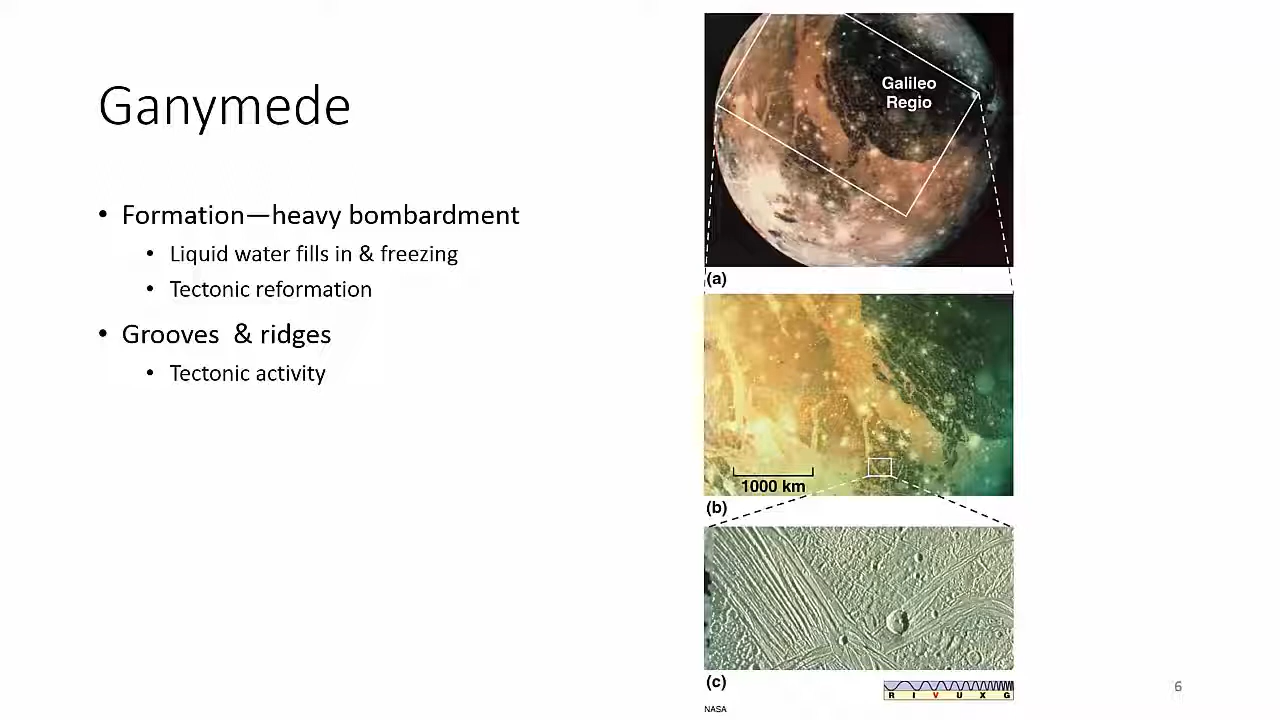 Ganymede
• Formation—heavy bombardment
• Liquid water fills in & freezing
• Tectonic reformation
• Grooves & ridges
• Tectonic activity
Galileo
Regio
(a)
1000 km
(b)
(c)
R I V U X G
NASA
6